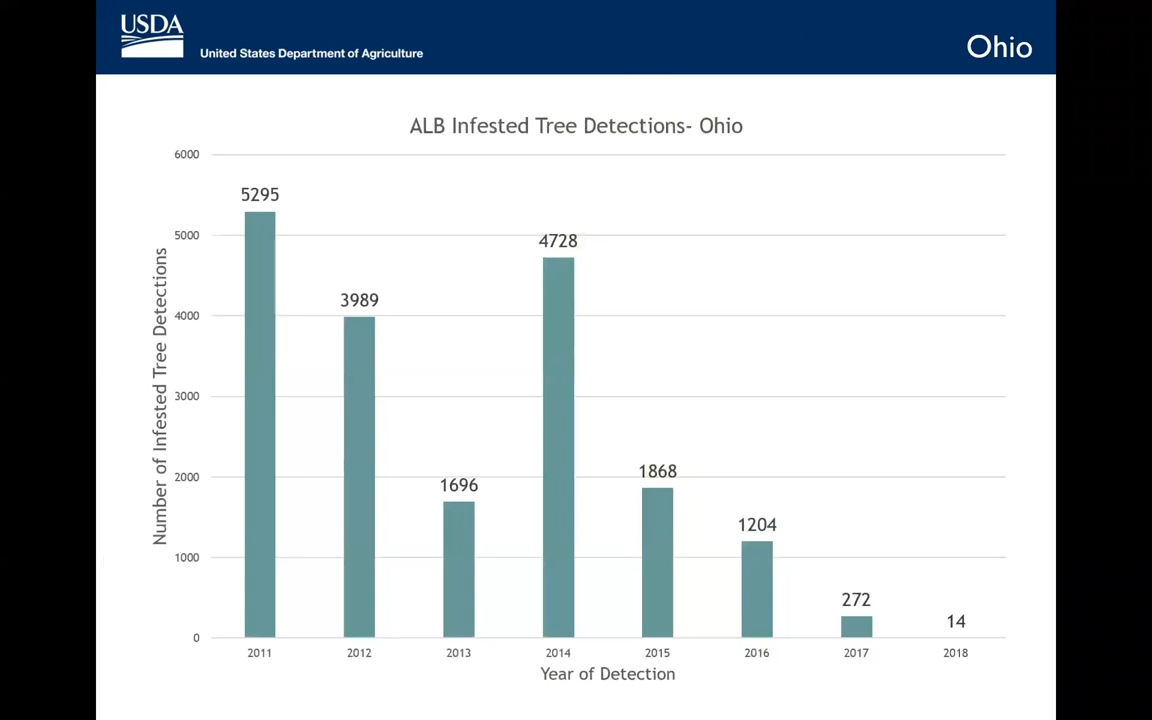 USDA
United States Department of Agriculture
Ohio
ALB Infested Tree Detections- Ohio
Number of Infested Tree Detections
6000
5000
4000
3000
2000
1000
0
5295
3989
1696
4728
1868
1204
272
14
2011 2012 2013 2014 2015 2016 2017 2018
Year of Detection